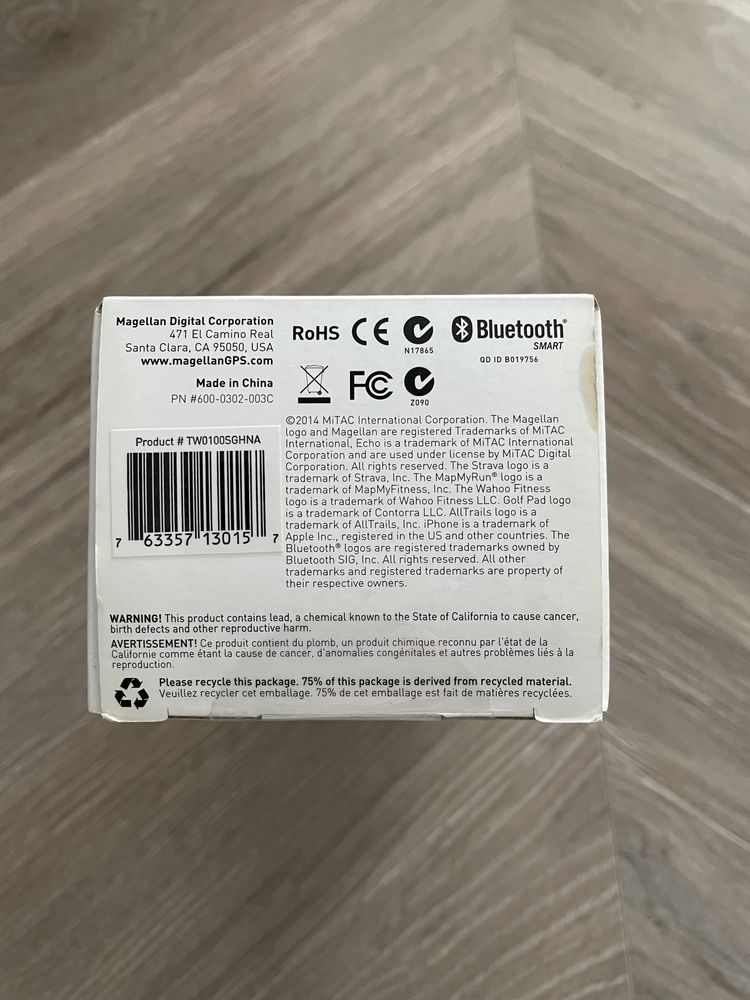 Magellan Digital Corporation
471 El Camino Real
Santa Clara, CA 95050, USA
www.magellanGPS.com
Made in China
PN #600-0302-003C
RoHS CE N17865
Bluetooth®
SMART
QD ID B019756
FC Z090
Product # TW0100SGHNA
7 63357 13015 7
©2014 MiTAC International Corporation. The Magellan
logo and Magellan are registered Trademarks of MiTAC
International, Echo is a trademark of MiTAC International
Corporation and are used under license by MiTAC Digital
Corporation. All rights reserved. The Strava logo is a
trademark of Strava, Inc. The MapMyRun® logo is a
trademark of MapMyFitness, Inc. The Wahoo Fitness
logo is a trademark of Wahoo Fitness LLC. Golf Pad logo
is a trademark of Contorra LLC. AllTrails logo is a
trademark of AllTrails, Inc. iPhone is a trademark of
Apple Inc., registered in the US and other countries. The
Bluetooth® logos are registered trademarks owned by
Bluetooth SIG, Inc. All rights reserved. All other
trademarks and registered trademarks are property of
their respective owners.
WARNING! This product contains lead, a chemical known to the State of California to cause cancer,
birth defects and other reproductive harm.
AVERTISSEMENT! Ce produit contient du plomb, un produit chimique reconnu par l'état de la
Californie comme étant la cause de cancer, d'anomalies congénitales et autres problèmes liés à la
reproduction.
Please recycle this package. 75% of this package is derived from recycled material.
Veuillez recycler cet emballage. 75% de cet emballage est fait de matières recyclées.